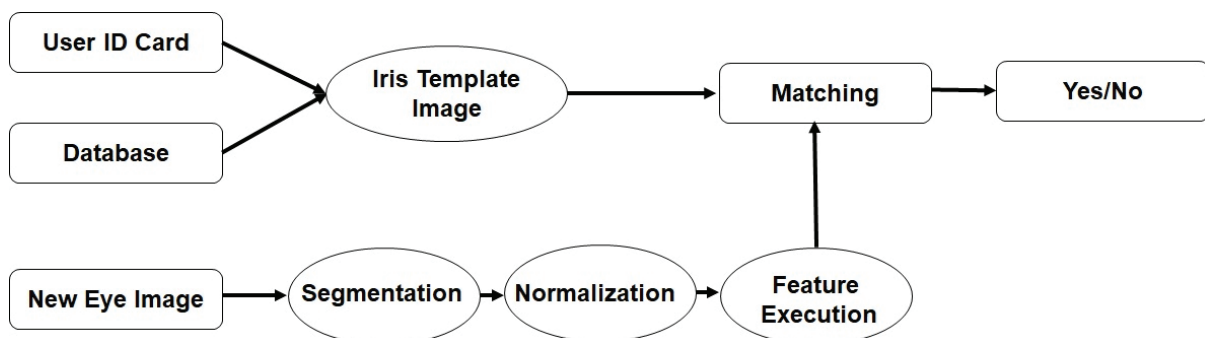 User ID Card
Database
Iris Template
Image
Matching
Yes/No
New Eye Image
Segmentation
Normalization
Feature
Execution